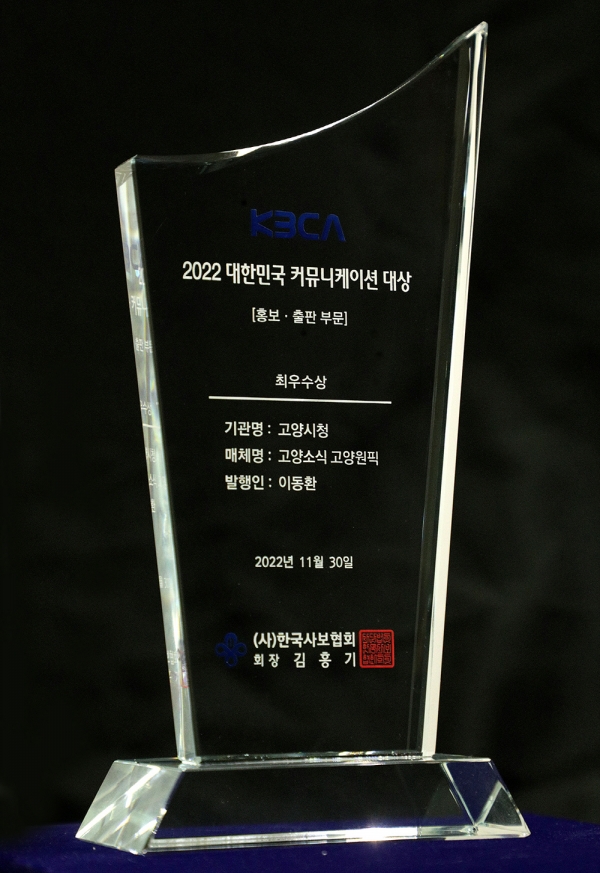 KBCA
2022 대한민국 커뮤니케이션 대상
[홍보 · 출판 부문]
최우수상
기관명 : 고양시청
매체명 : 고양소식 고양원픽
발행인 : 이동환
2022년 11월 30일
(사)한국사보협회
회장 김흥기